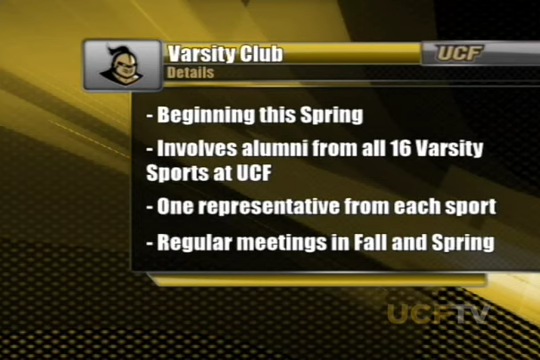 Varsity Club
UCF
Details
- Beginning this Spring
- Involves alumni from all 16 Varsity
Sports at UCF
- One representative from each sport
- Regular meetings in Fall and Spring
UCFTV